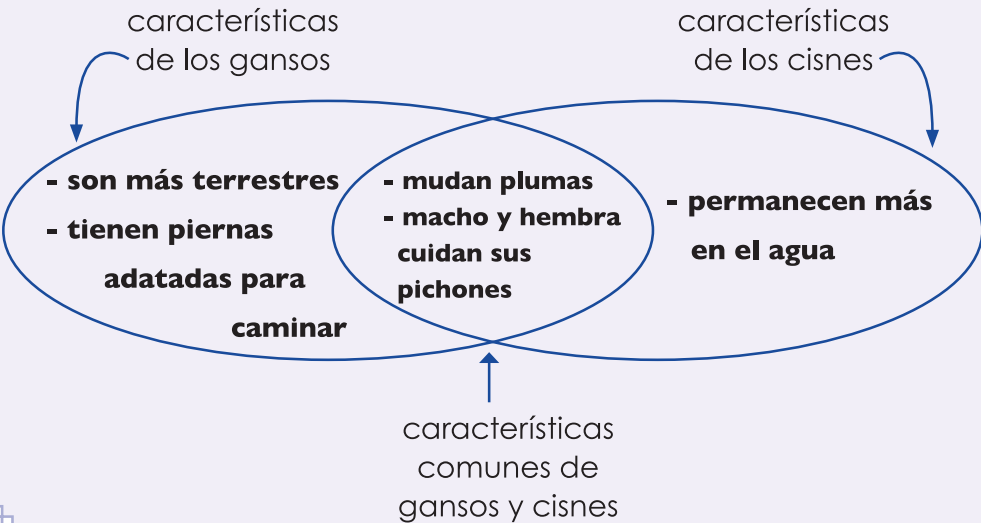 características
de los gansos
características
de los cisnes
- son más terrestres
- tienen piernas
adatadas para
caminar
- mudan plumas
- macho y hembra
cuidan sus
pichones
- permanecen más
en el agua
características
comunes de
gansos y cisnes